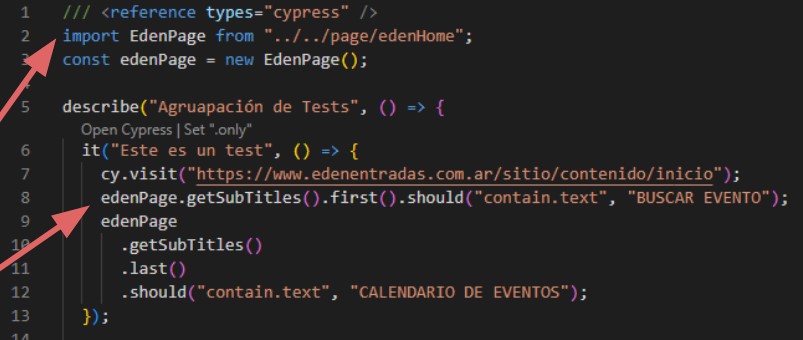 1 /// <reference types="cypress" />
2 import EdenPage from "../../page/edenHome";
3 const edenPage = new EdenPage();
4
5 describe("Agruapación de Tests", () => {
Open Cypress | Set ".only"
6 it("Este es un test", () => {
7 cy.visit("https://www.edenentradas.com.ar/sitio/contenido/inicio");
8 edenPage.getSubTitles().first().should("contain.text", "BUSCAR EVENTO");
9 edenPage
10 .getSubTitles()
11 .last()
12 .should("contain.text", "CALENDARIO DE EVENTOS");
13 });
14